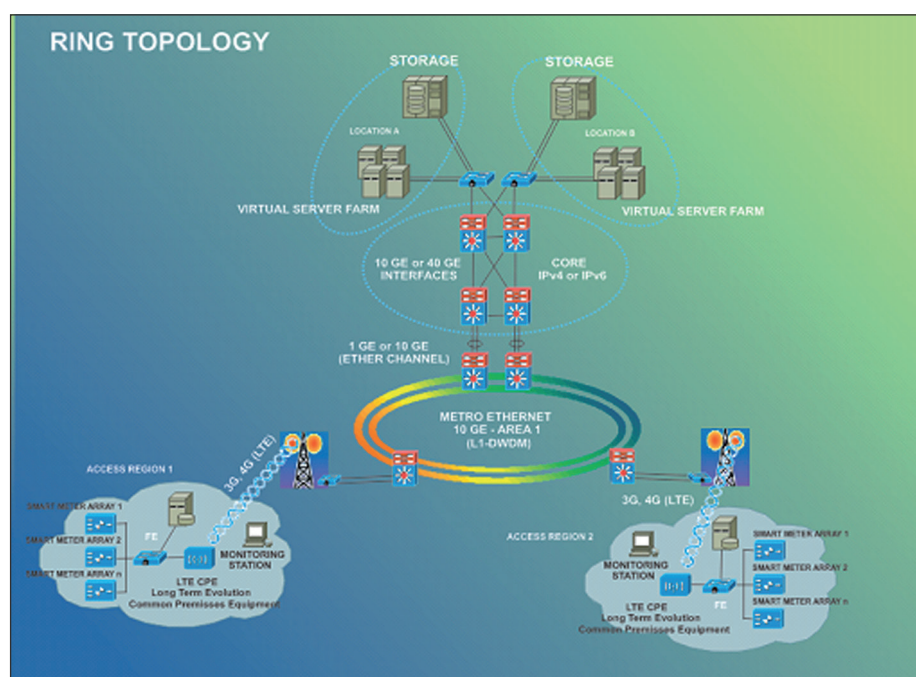 RING TOPOLOGY
STORAGE
STORAGE
LOCATION A
LOCATION B
VIRTUAL SERVER FARM
VIRTUAL SERVER FARM
10 GE or 40 GE
INTERFACES
CORE
IPv4 or IPv6
1 GE or 10 GE
(ETHER CHANNEL)
METRO ETHERNET
10 GE - AREA 1
(L1-DWDM)
ACCESS REGION 1
3G, 4G (LTE)
SMART METER ARRAY 1
SMART METER ARRAY 2
SMART METER ARRAY n
FE
MONITORING
STATION
LTE CPE
Long Term Evolution
Common Premisses Equipment
3G, 4G (LTE)
ACCESS REGION 2
MONITORING
STATION
FE
SMART METER ARRAY 1
SMART METER ARRAY 2
SMART METER ARRAY n
LTE CPE
Long Term Evolution
Common Premisses Equipment